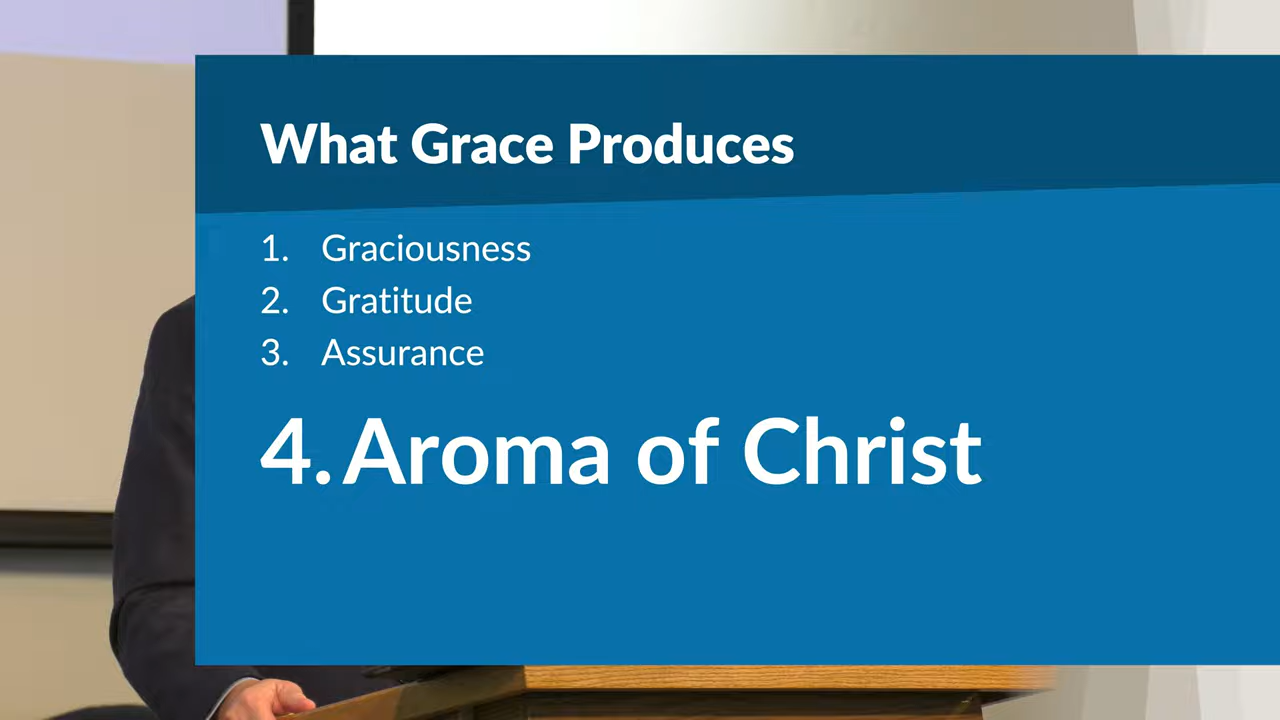 What Grace Produces
1. Graciousness
2. Gratitude
3. Assurance
4. Aroma of Christ